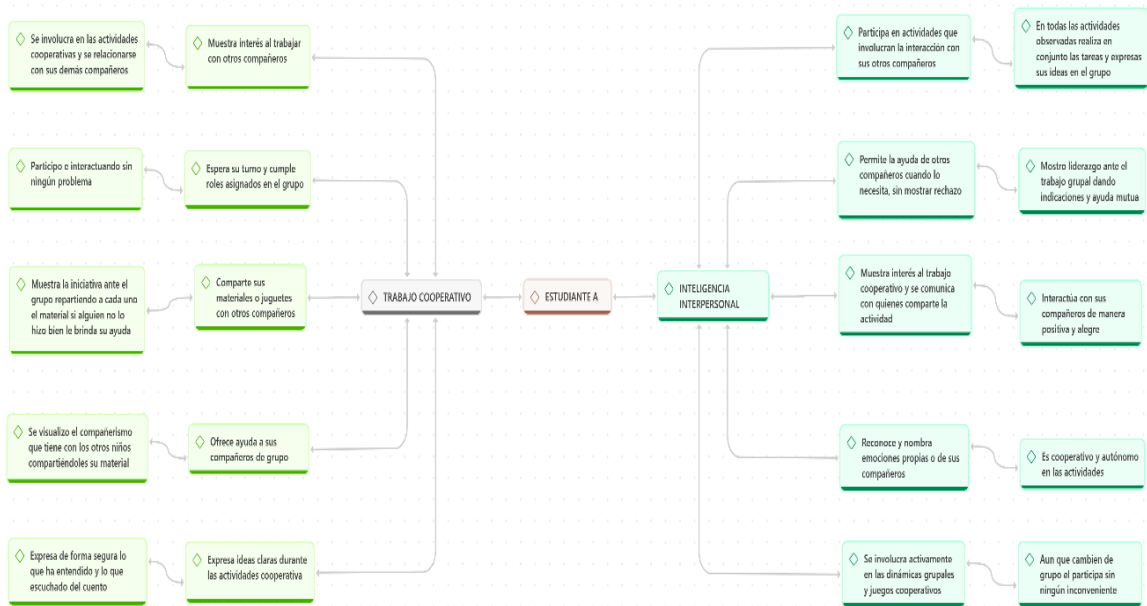 Se involucra en las actividades
cooperativas y se relacionarse
con sus demás compañeros
Muestra interés al trabajar
con otros compañeros
Participo e interactuando sin
ningún problema
Espera su turno y cumple
roles asignados en el grupo
Muestra la iniciativa ante el
grupo repartiendo a cada uno
el material si alguien no lo
hizo bien le brinda su ayuda
Comparte sus
materiales o juguetes
con otros compañeros
Se visualizo el compañerismo
que tiene con los otros niños
compartiéndoles su material
Ofrece ayuda a sus
compañeros de grupo
Expresa de forma segura lo
que ha entendido y lo que
escuchado del cuento
Expresa ideas claras durante
las actividades cooperativa
TRABAJO COOPERATIVO
ESTUDIANTE A
INTELIGENCIA
INTERPERSONAL
Participa en actividades que
involucran la interacción con
sus otros compañeros
En todas las actividades
observadas realiza en
conjunto las tareas y expresas
sus ideas en el grupo
Permite la ayuda de otros
compañeros cuando lo
necesita, sin mostrar rechazo
Mostro liderazgo ante el
trabajo grupal dando
indicaciones y ayuda mutua
Muestra interés al trabajo
cooperativo y se comunica
con quienes comparte la
actividad
Interactúa con sus
compañeros de manera
positiva y alegre
Reconoce y nombra
emociones propias o de sus
compañeros
Es cooperativo y autónomo
en las actividades
Se involucra activamente
en las dinámicas grupales
y juegos cooperativos
Aun que cambien de
grupo el participa sin
ningún inconveniente